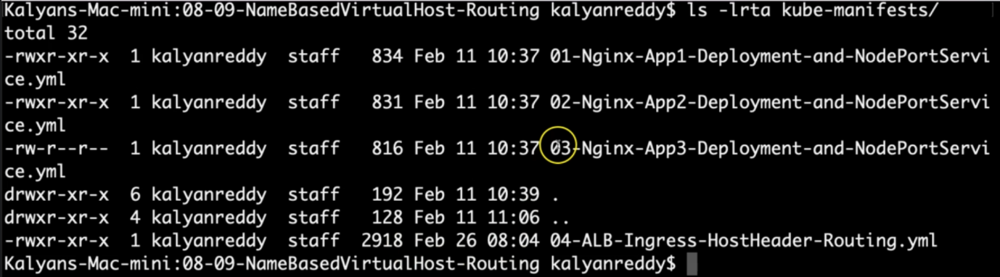 Kalyans-Mac-mini:08-09-NameBasedVirtualHost-Routing kalyanreddy$ ls -lrta kube-manifests/
total 32
-rwxr-xr-x  1 kalyanreddy  staff   834 Feb 11 10:37 01-Nginx-App1-Deployment-and-NodePortServi
ce.yml
-rwxr-xr-x  1 kalyanreddy  staff   831 Feb 11 10:37 02-Nginx-App2-Deployment-and-NodePortServi
ce.yml
-rw-r--r--  1 kalyanreddy  staff   816 Feb 11 10:37 03-Nginx-App3-Deployment-and-NodePortServi
ce.yml
drwxr-xr-x  6 kalyanreddy  staff   192 Feb 11 10:39 .
drwxr-xr-x  4 kalyanreddy  staff   128 Feb 11 11:06 ..
-rwxr-xr-x  1 kalyanreddy  staff  2918 Feb 26 08:04 04-ALB-Ingress-HostHeader-Routing.yml
Kalyans-Mac-mini:08-09-NameBasedVirtualHost-Routing kalyanreddy$